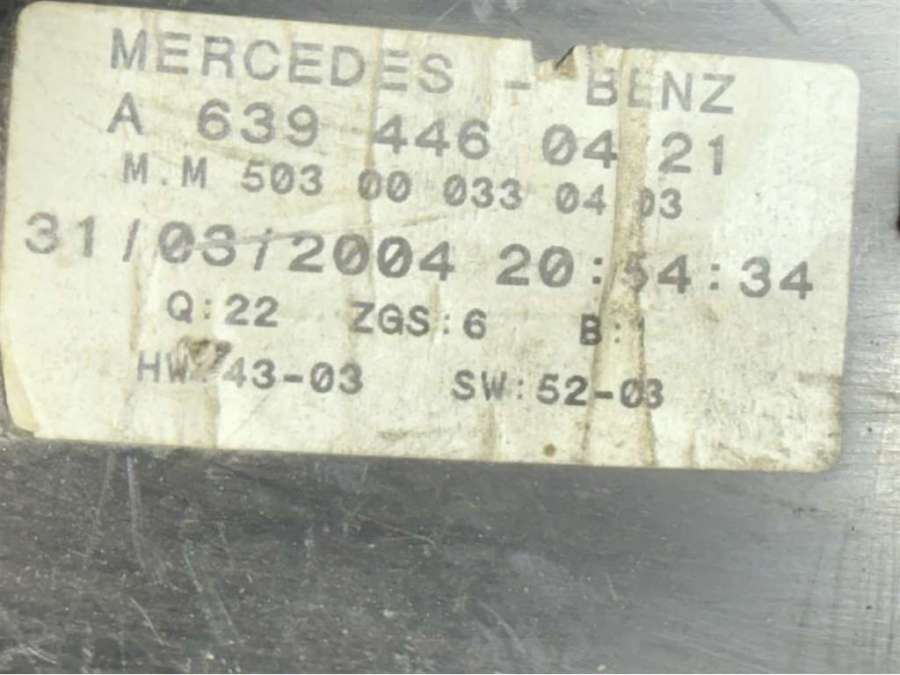 MERCEDES - BENZ
A 639 446 04 21
M.M 503 00 033 04 03
31/03/2004 20:54:34
Q:22 ZGS:6 B:1
HW:43-03 SW:52-03